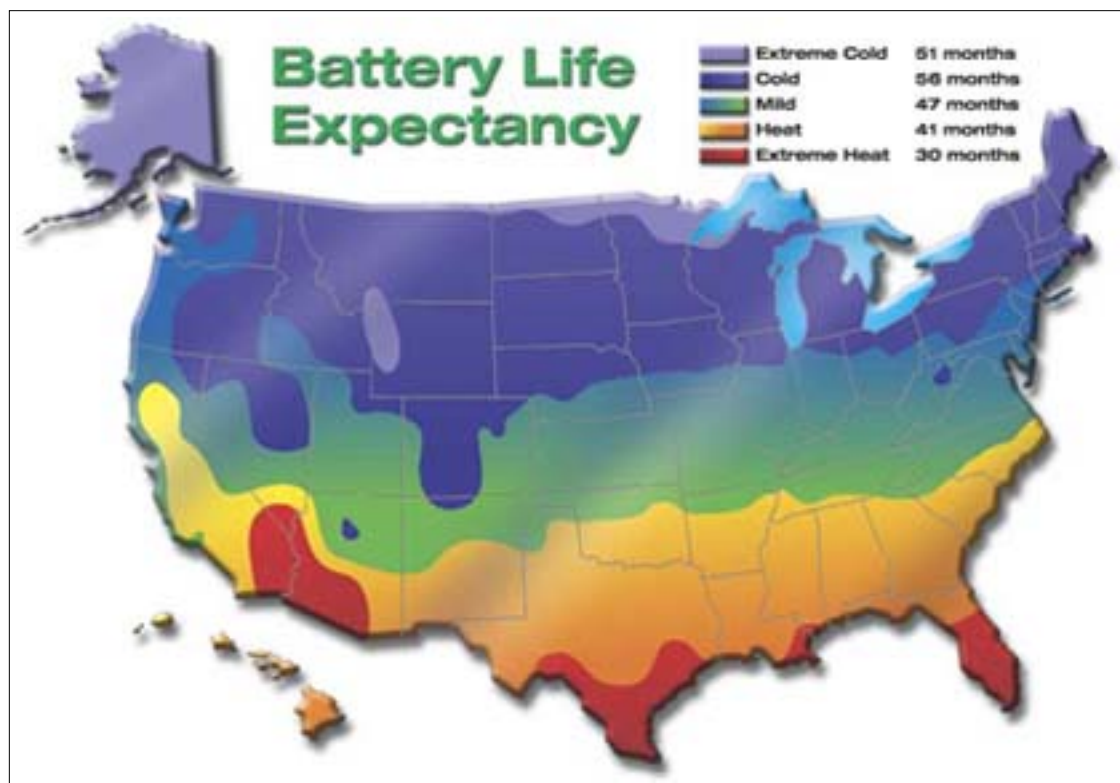 Battery Life
Expectancy
Extreme Cold 51 months
Cold 56 months
Mild 47 months
Heat 41 months
Extreme Heat 30 months